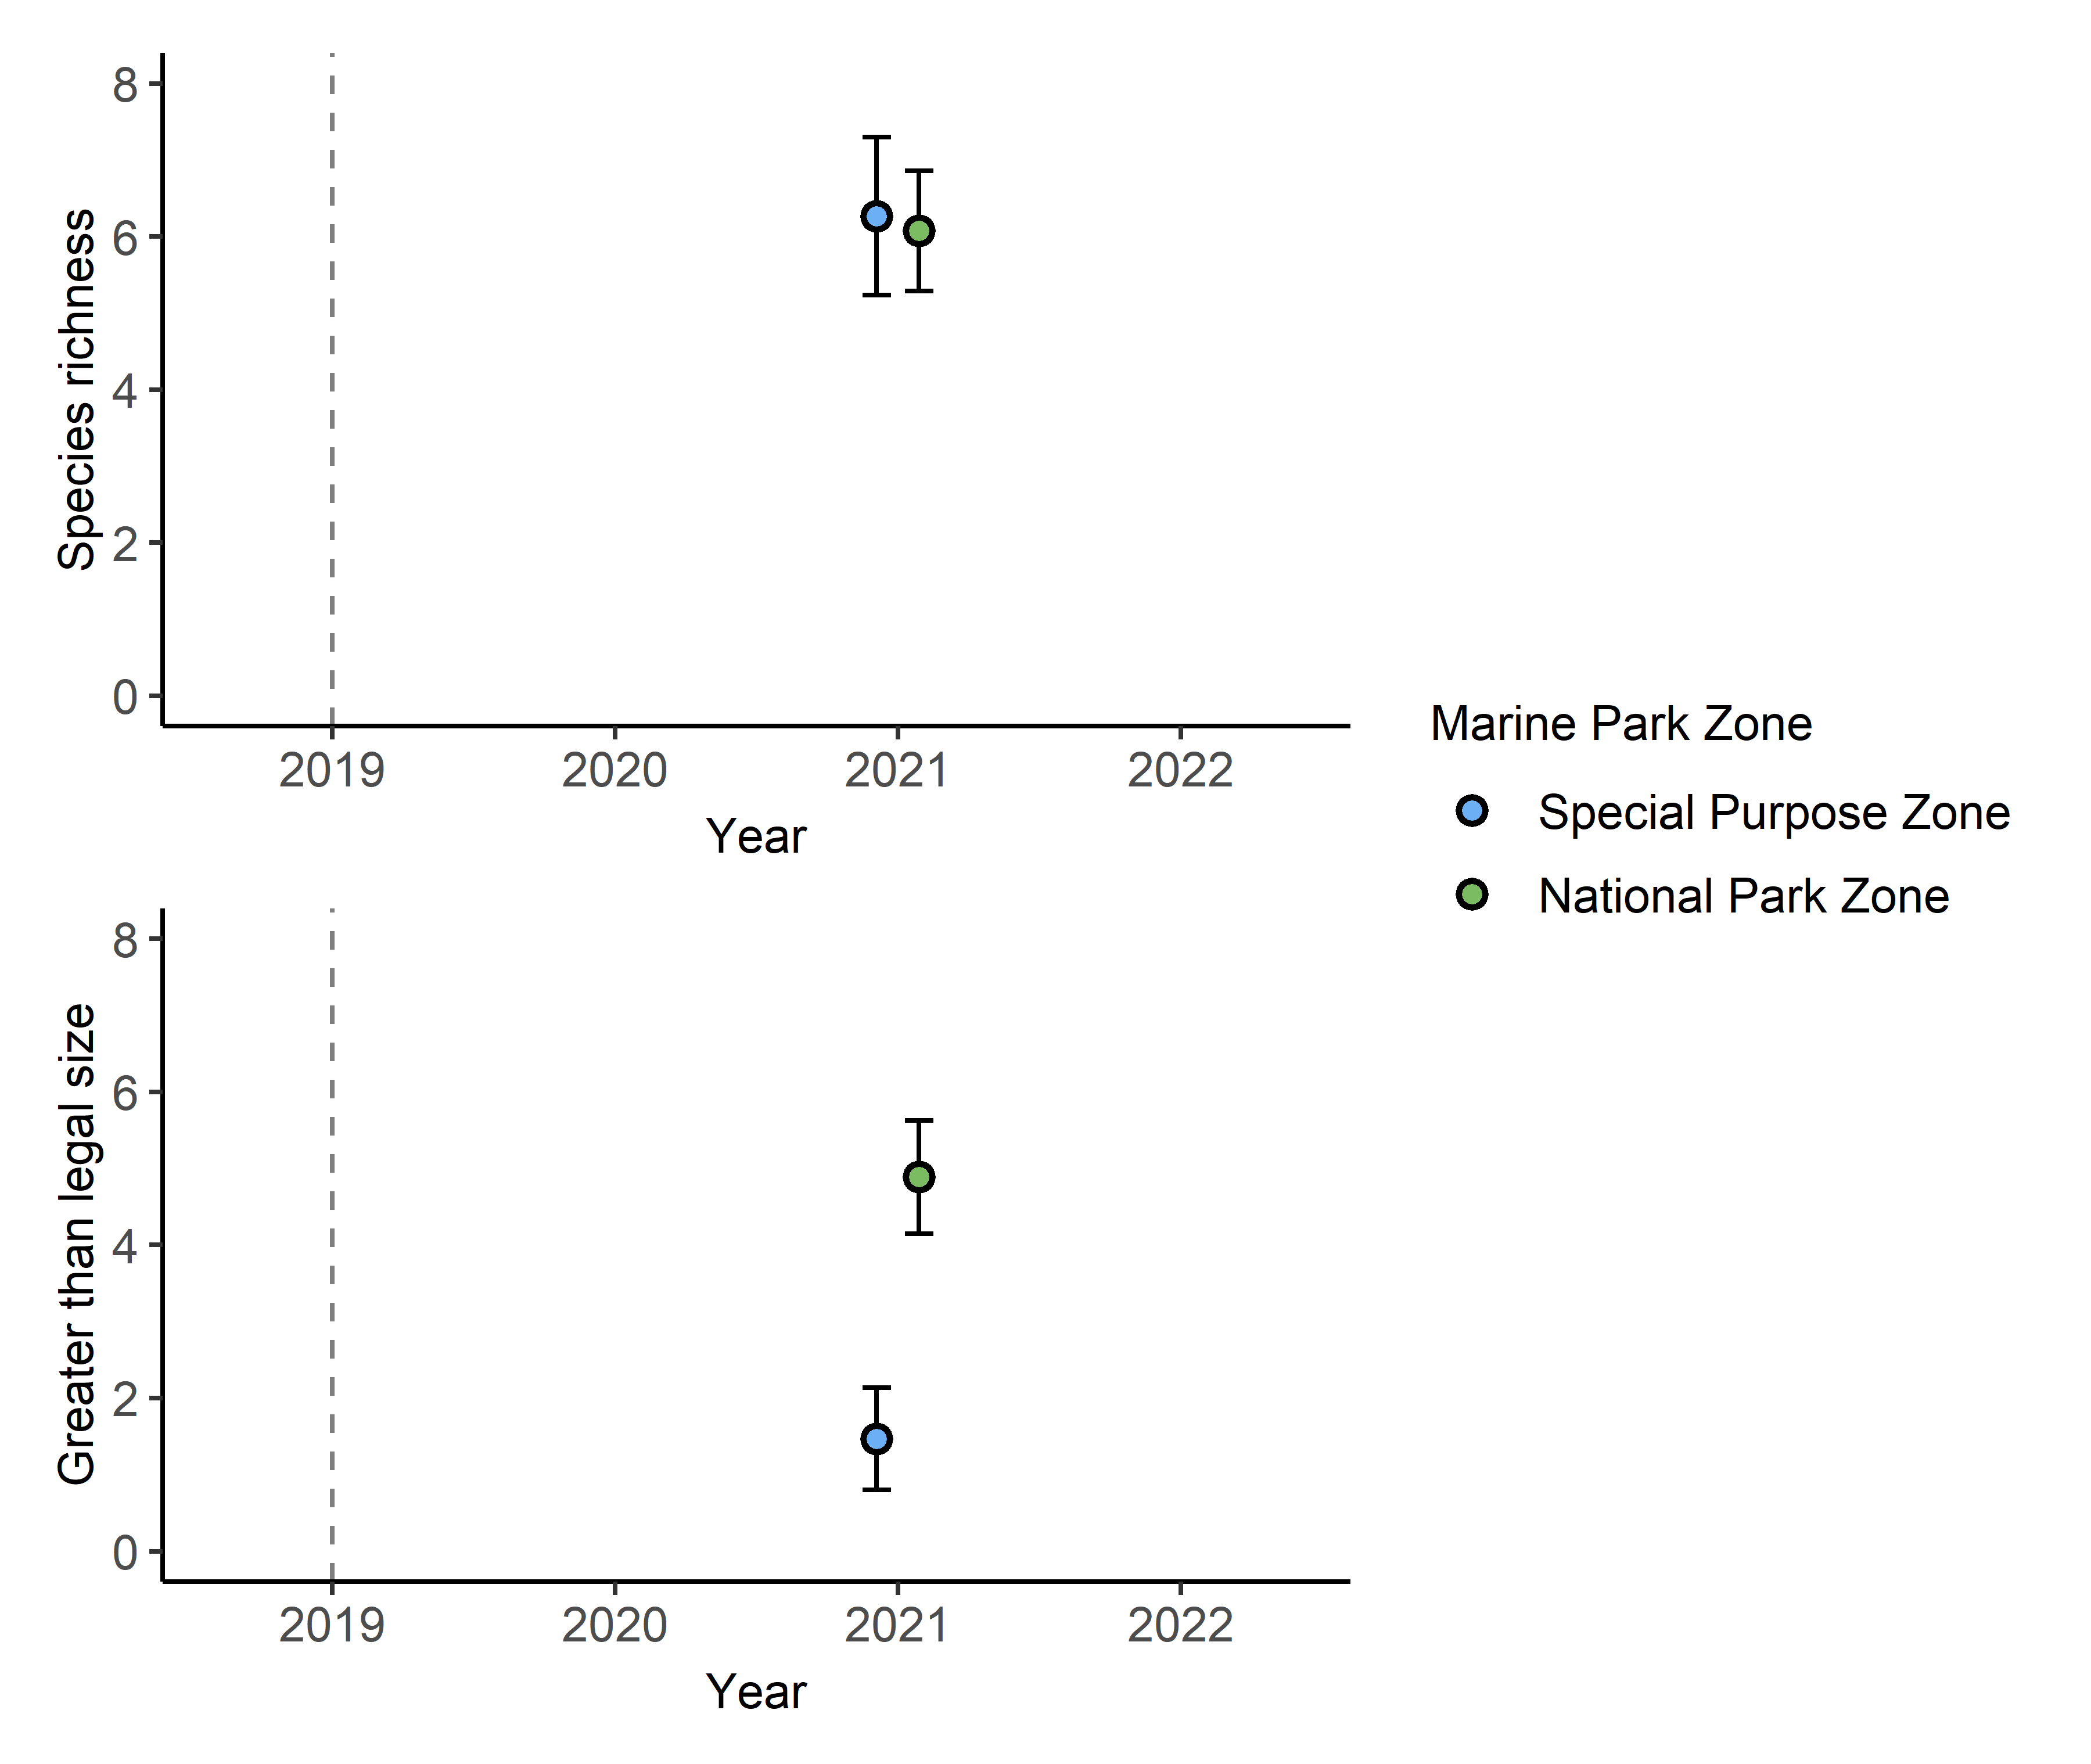 Species richness
8
6
4
2
0
2019 2020 2021 2022
Year
Greater than legal size
8
6
4
2
0
2019 2020 2021 2022
Year
Marine Park Zone
Special Purpose Zone
National Park Zone